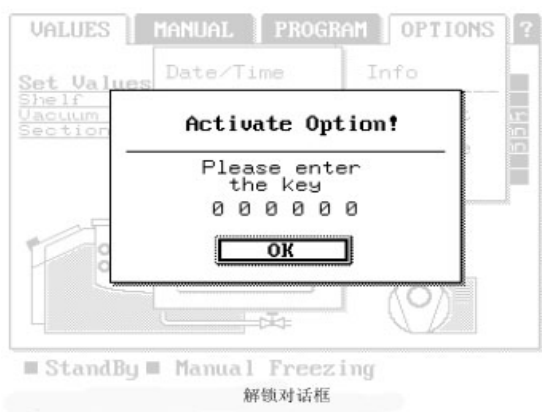 VALUES MANUAL PROGRAM OPTIONS ?
Date/Time Info
Set Values
Shelf
Vacuum
Section
Activate Option!
Please enter
the key
0 0 0 0 0 0
OK
StandBy Manual Freezing
解锁对话框